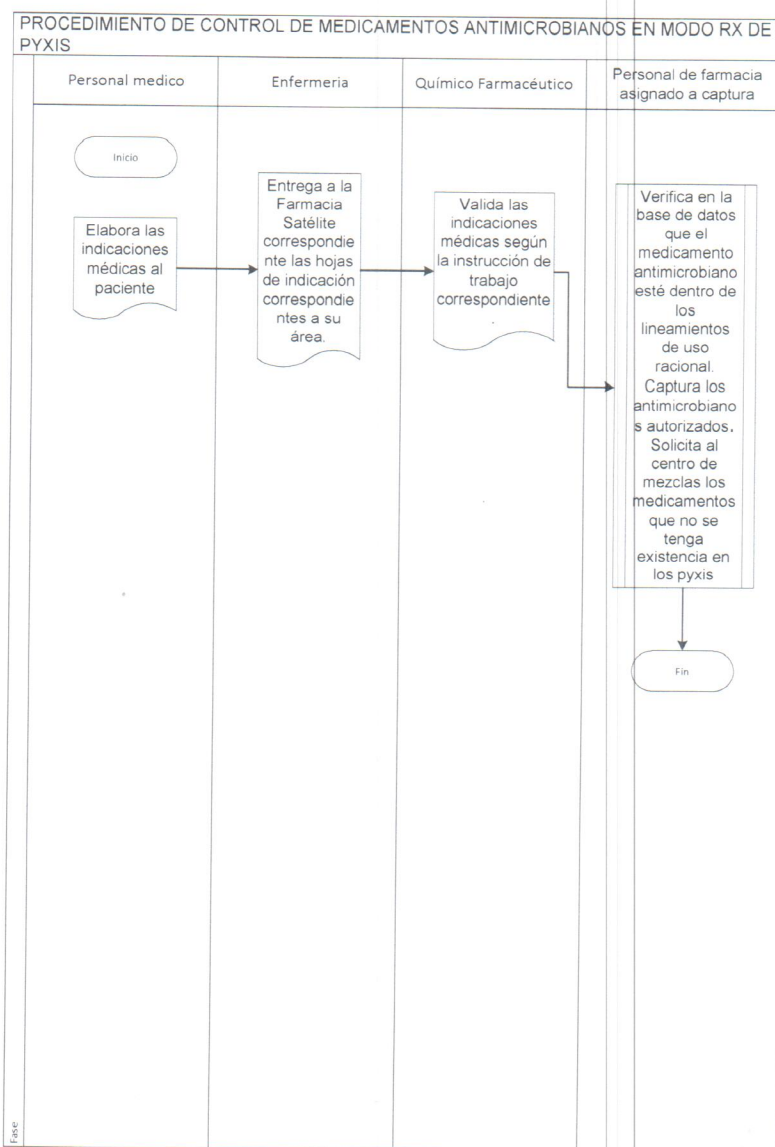 PROCEDIMIENTO DE CONTROL DE MEDICAMENTOS ANTIMICROBIANOS EN MODO RX DE
PYXIS
Personal medico
Enfermeria
Químico Farmacéutico
Personal de farmacia
asignado a captura
Inicio
Elabora las
indicaciones
médicas al
paciente
Entrega a la
Farmacia
Satélite
correspondie
nte las hojas
de indicación
correspondie
ntes a su
área.
Valida las
indicaciones
médicas según
la instrucción de
trabajo
correspondiente
.
Verifica en la
base de datos
que el
medicamento
antimicrobiano
esté dentro de
los
lineamientos
de uso
racional.
Captura los
antimicrobiano
s autorizados.
Solicita al
centro de
mezclas los
medicamentos
que no se
tenga
existencia en
los pyxis
Fin
Fase